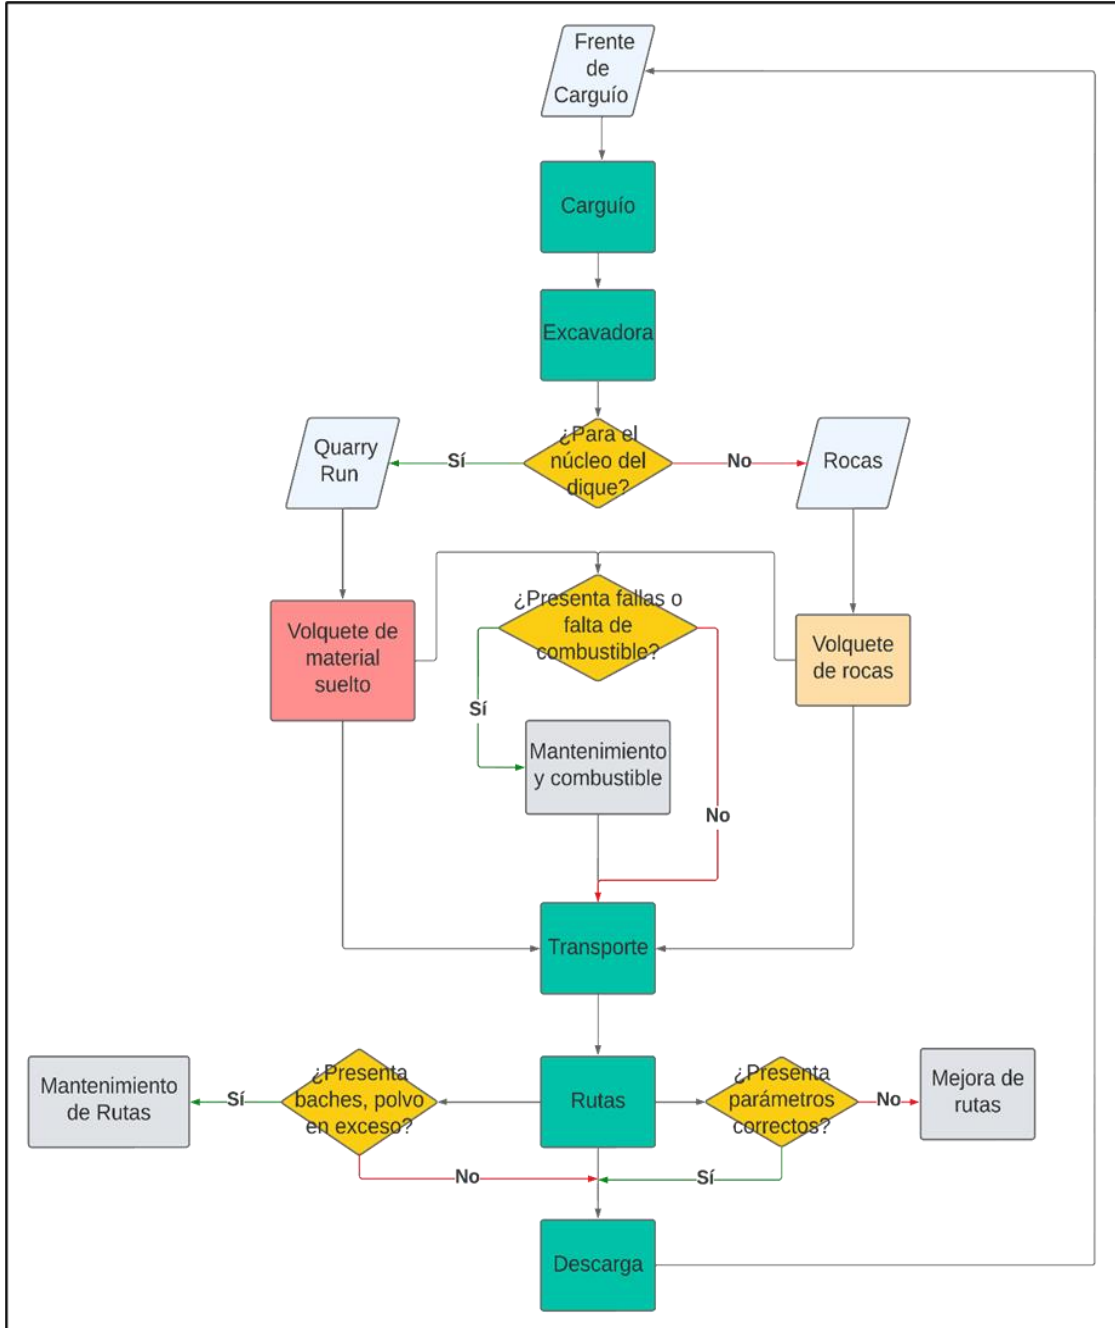 Frente
de
Carguío
Carguío
Excavadora
¿Para el
núcleo del
dique?
Sí
No
Quarry
Run
Rocas
¿Presenta fallas o
falta de
combustible?
Volquete de
material
suelto
Volquete
de rocas
Sí
Mantenimiento
y combustible
No
Transporte
Mantenimiento
de Rutas
Sí
¿Presenta
baches, polvo
en exceso?
Rutas
¿Presenta
parámetros
correctos?
No
Mejora de
rutas
No
Sí
Descarga